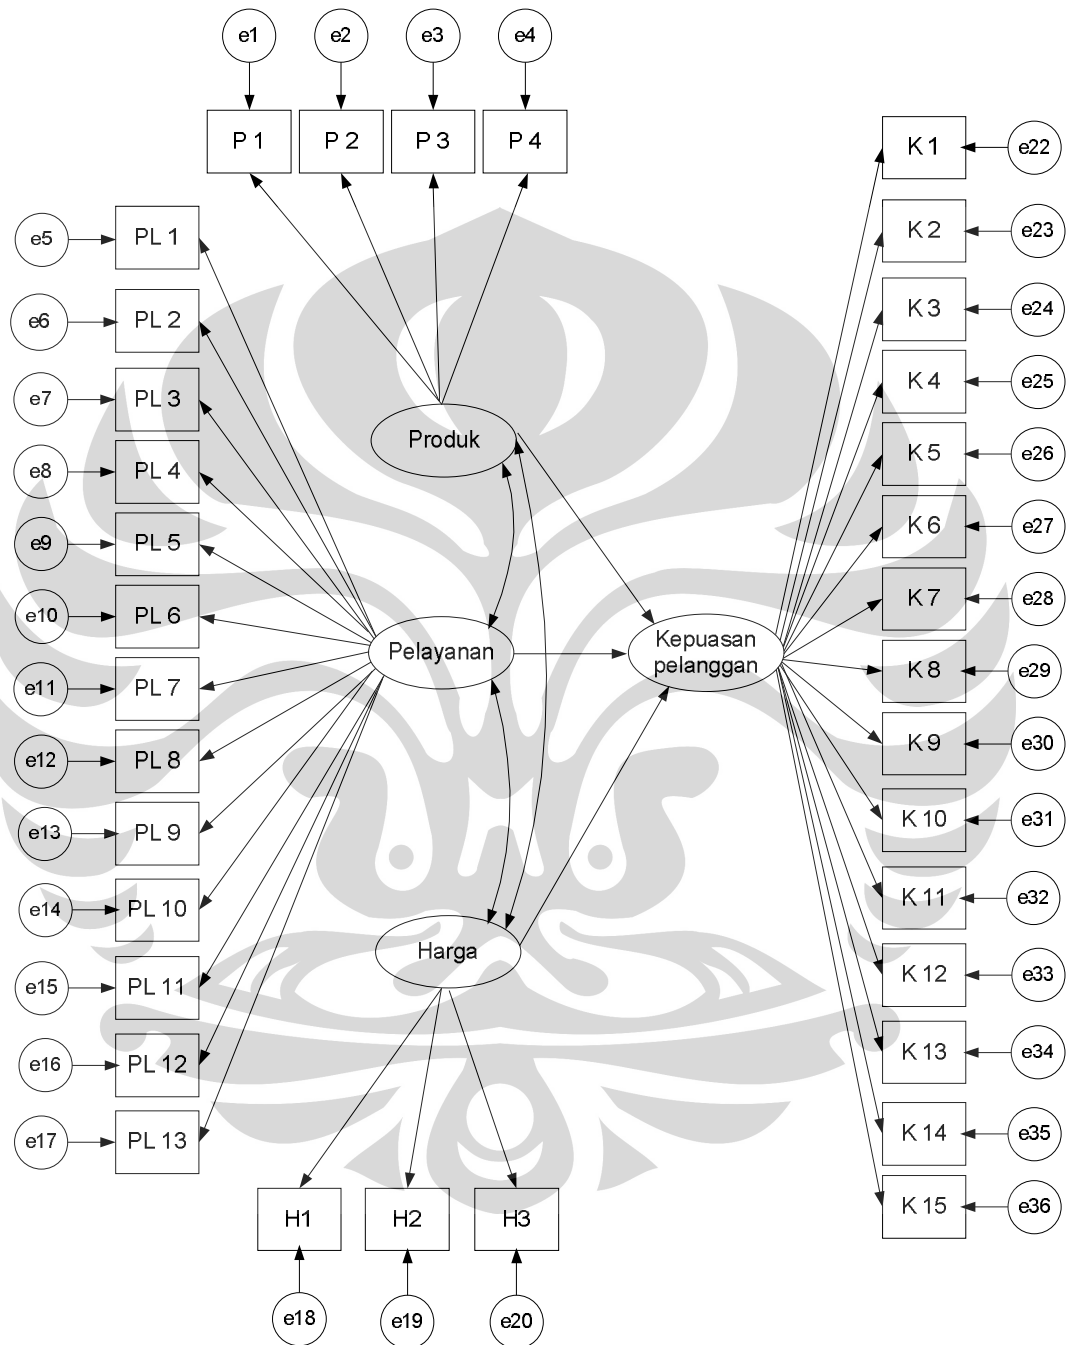 e1 e2 e3 e4
P 1 P 2 P 3 P 4
K 1 e22
e5 PL 1
K 2 e23
e6 PL 2
K 3 e24
e7 PL 3
K 4 e25
Produk
e8 PL 4
K 5 e26
e9 PL 5
K 6 e27
e10 PL 6
K 7 e28
Pelayanan
Kepuasan
pelanggan
e11 PL 7
K 8 e29
e12 PL 8
K 9 e30
e13 PL 9
K 10 e31
e14 PL 10
K 11 e32
Harga
e15 PL 11
K 12 e33
e16 PL 12
K 13 e34
e17 PL 13
K 14 e35
H1 H2 H3
K 15 e36
e18 e19 e20